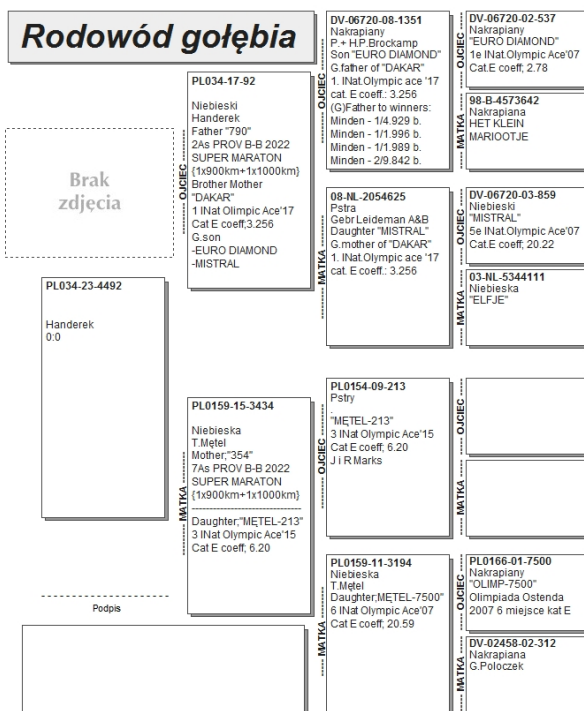 Rodowód gołębia
Brak
zdjęcia
PL034-23-4492
Handerek
0:0
Podpis
OJCIEC
PL034-17-92
Niebieski
Handerek
Father "790"
2As PROV B-B 2022
SUPER MARATON
{1x900km+1x1000km}
Brother Mother
"DAKAR"
1 INat Olimpic Ace'17
Cat E coeff;3.256
G.son
-EURO DIAMOND
-MISTRAL
MATKA
PL0159-15-3434
Niebieska
T.Mętel
Mother;"354"
7As PROV B-B 2022
SUPER MARATON
{1x900km+1x1000km}
--------------------------------
Daughter;"MĘTEL-213"
3 INat Olympic Ace'15
Cat E coeff; 6.20
OJCIEC
DV-06720-08-1351
Nakrapiany
P.+ H.P.Brockamp
Son "EURO DIAMOND"
G.father of "DAKAR"
1. INat.Olympic ace '17
cat. E coeff.: 3.256
(G)Father to winners:
Minden - 1/4.929 b.
Minden - 1/1.996 b.
Minden - 1/1.989 b.
Minden - 2/9.842 b.
MATKA
08-NL-2054625
Pstra
Gebr Leideman A&B
Daughter "MISTRAL"
G.mother of "DAKAR"
1. INat.Olympic ace '17
cat. E coeff.: 3.256
OJCIEC
PL0154-09-213
Pstry
.
"MĘTEL-213"
3 INat Olympic Ace'15
Cat E coeff; 6.20
J i R Marks
MATKA
PL0159-11-3194
Niebieska
T.Mętel
Daughter;METEL-7500"
6 INat Olympic Ace'07
Cat E coeff; 20.59
OJCIEC
DV-06720-02-537
Nakrapiany
"EURO DIAMOND"
1e INat.Olympic Ace'07
Cat.E coeff; 2.78
MATKA
98-B-4573642
Nakrapiana
HET KLEIN
MARIOOTJE
OJCIEC
DV-06720-03-859
Niebieski
"MISTRAL"
5e INat.Olympic Ace'07
Cat.E coeff; 20.22
MATKA
03-NL-5344111
Niebieska
"ELFJE"
OJCIEC
MATKA
OJCIEC
PL0166-01-7500
Nakrapiany
"OLIMP-7500"
Olimpiada Ostenda
2007 6 miejsce kat E
MATKA
DV-02458-02-312
Nakrapiana
G.Poloczek